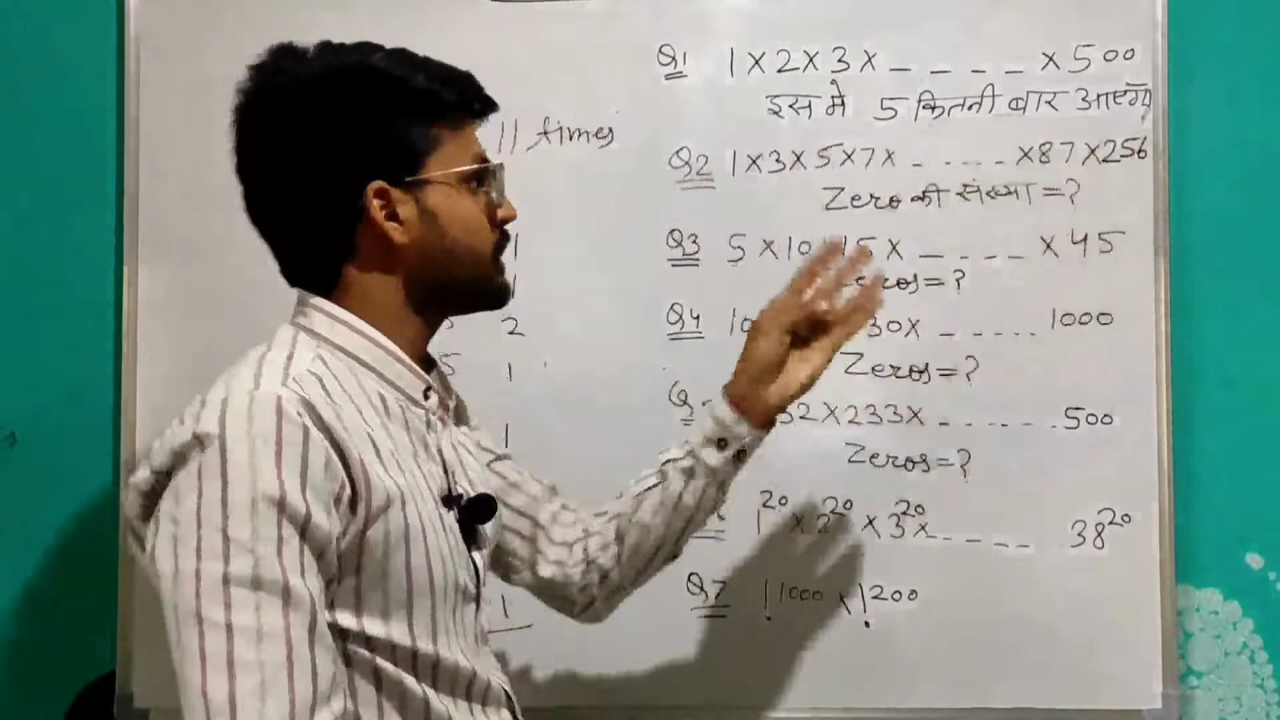 11 times
1
1
2
5 1
1
1
Q1 1×2×3×_ _ _ _ ×500
इस मे 5 कितनी बार आएगा
Q2 1×3×5×7×-....×87×256
Zero की संख्या=?
Q3 5×10 15×_ _ _ _ ×45
eros=?
Q4 10 30×_ ..... 1000
Zeros=?
Q 32×233×-.....500
Zeros=?
1²⁰×2²⁰×3²⁰×_ _ _ _ 38²⁰
Q7 !1000 × !200